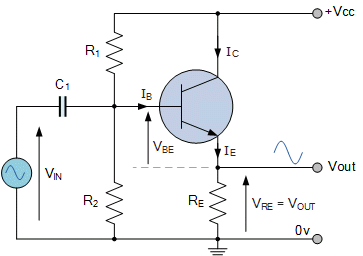 +Vcc
R1
IC
C1
IB
VBE
IE
VIN
Vout
R2
RE
VRE = VOUT
0v